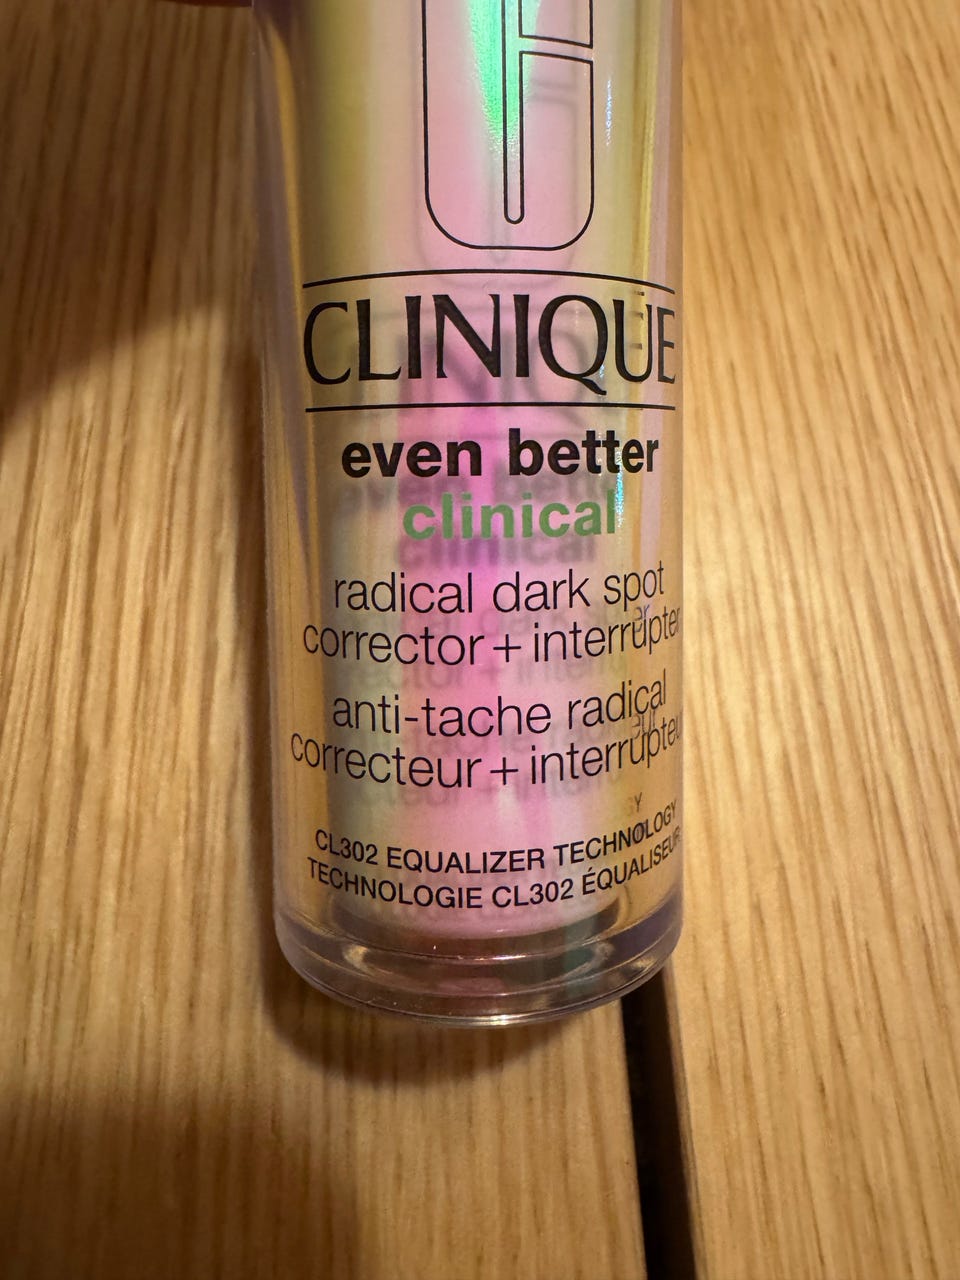 CLINIQUE
even better
clinical
radical dark spot
corrector + interrupter
anti-tache radical
correcteur + interrupteur
CL302 EQUALIZER TECHNOLOGY
TECHNOLOGIE CL302 ÉQUALISEUR